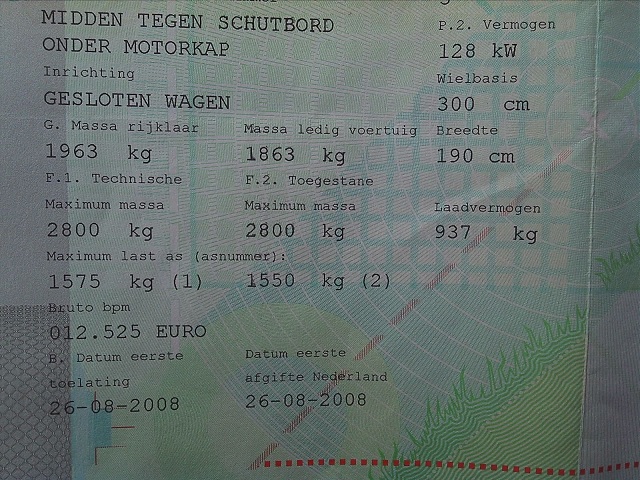 MIDDEN TEGEN SCHUTBORD P.2. Vermogen
ONDER MOTORKAP 128 kW
Inrichting Wielbasis
GESLOTEN WAGEN 300 cm
G. Massa rijklaar Massa ledig voertuig Breedte
1963 kg 1863 kg 190 cm
F.1. Technische F.2. Toegestane
Maximum massa Maximum massa Laadvermogen
2800 kg 2800 kg 937 kg
Maximum last as (asnummer):
1575 kg (1) 1550 kg (2)
Bruto bpm
012.525 EURO
B. Datum eerste Datum eerste
toelating afgifte Nederland
26-08-2008 26-08-2008